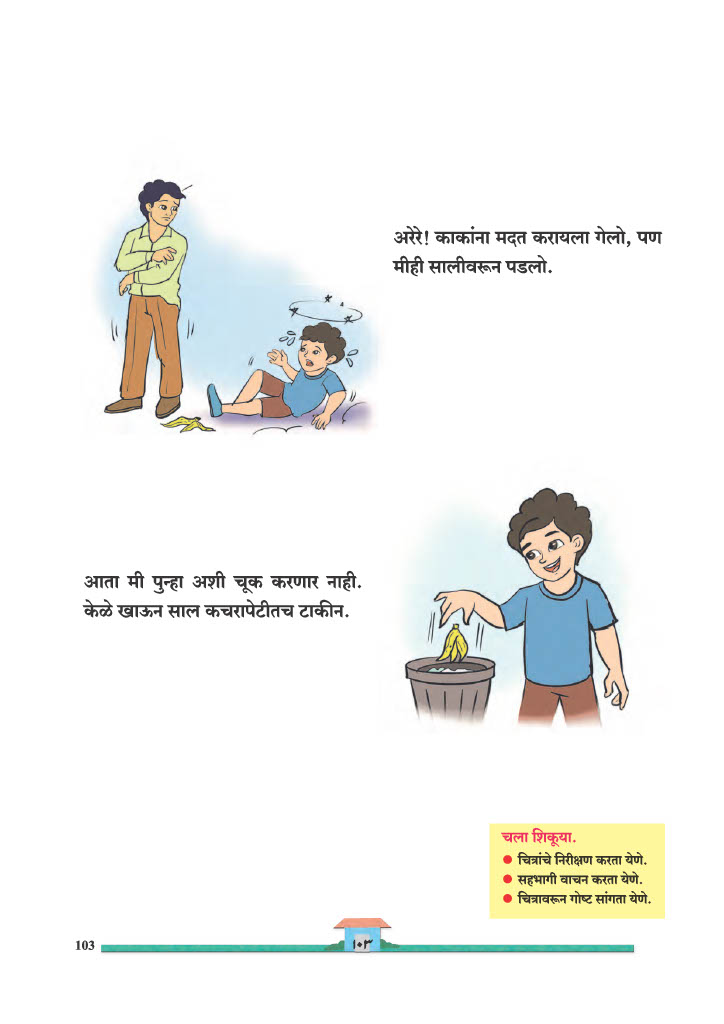 अरेरे! काकांना मदत करायला गेलो, पण
मीही सालीवरून पडलो.
आता मी पुन्हा अशी चूक करणार नाही.
केळे खाऊन साल कचरापेटीतच टाकीन.
चला शिकूया.
● चित्रांचे निरीक्षण करता येणे.
● सहभागी वाचन करता येणे.
● चित्रावरून गोष्ट सांगता येणे.
103
१०३